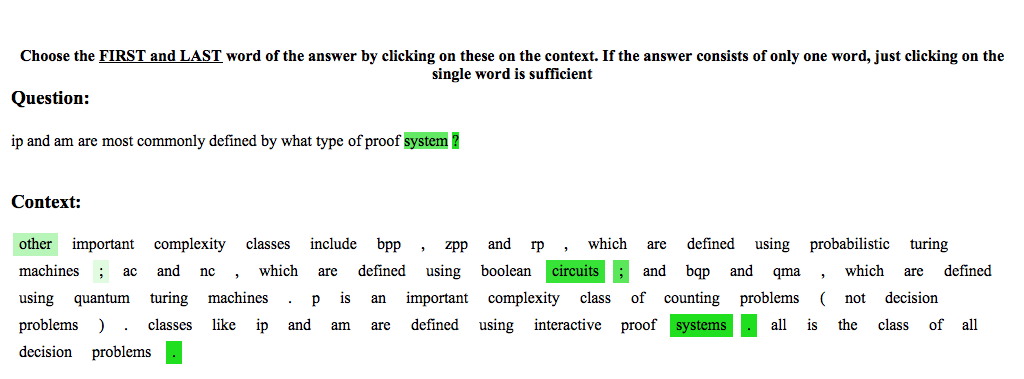 Choose the FIRST and LAST word of the answer by clicking on these on the context. If the answer consists of only one word, just clicking on the
single word is sufficient
Question:
ip and am are most commonly defined by what type of proof system ?
Context:
other important complexity classes include bpp , zpp and rp , which are defined using probabilistic turing
machines ; ac and nc , which are defined using boolean circuits ; and bqp and qma , which are defined
using quantum turing machines . p is an important complexity class of counting problems ( not decision
problems ) . classes like ip and am are defined using interactive proof systems . all is the class of all
decision problems .